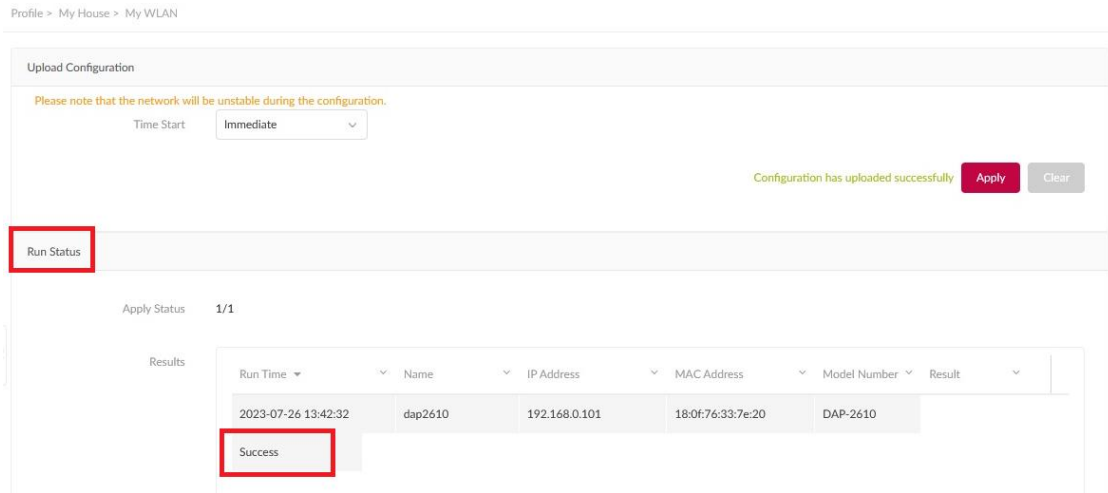 Profile > My House > My WLAN
Upload Configuration
Please note that the network will be unstable during the configuration.
Time Start Immediate
Configuration has uploaded successfully Apply Clear
Run Status
Apply Status 1/1
Results
Run Time Name IP Address MAC Address Model Number Result
2023-07-26 13:42:32 dap2610 192.168.0.101 18:0f:76:33:7e:20 DAP-2610
Success